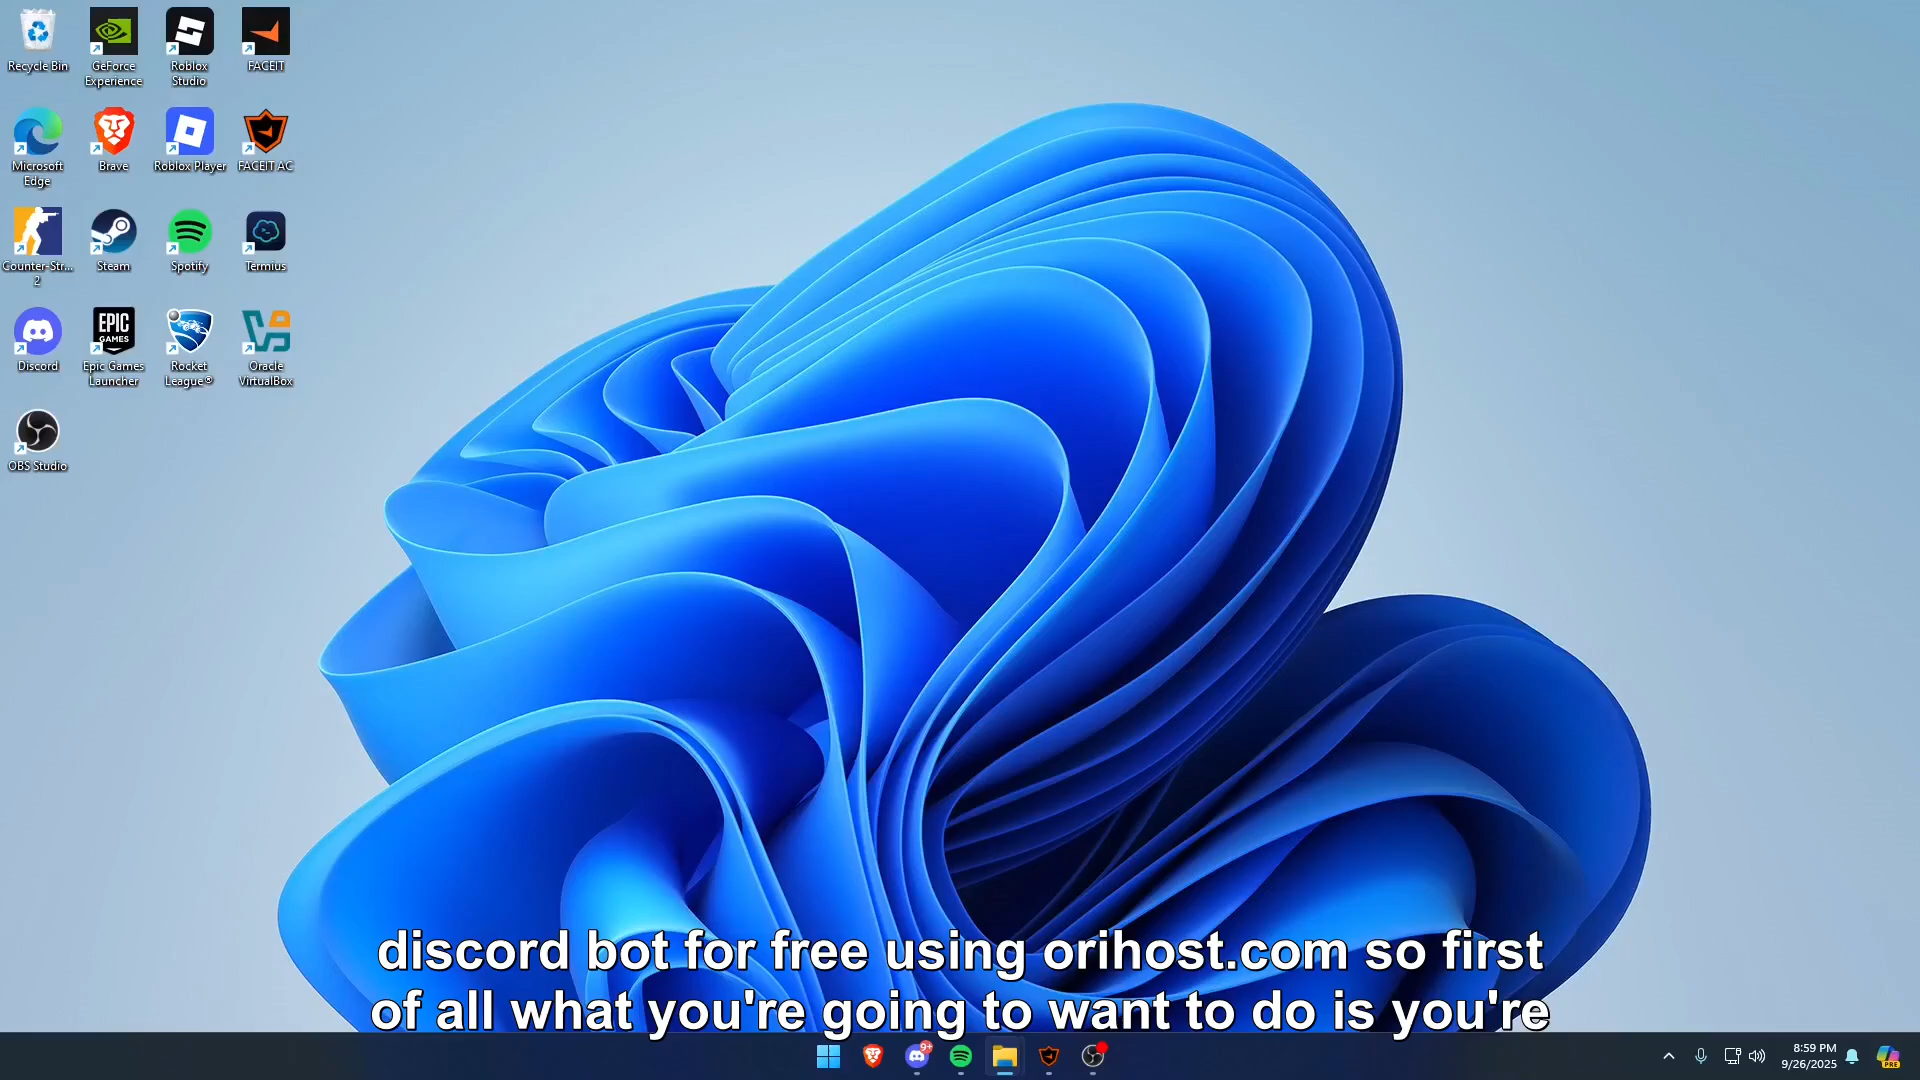 Recycle Bin
GeForce
Experience
Roblox
Studio
FACEIT
Microsoft
Edge
Brave
Roblox Player
FACEIT AC
Counter-Str...
2
Steam
Spotify
Termius
Discord
EPIC
GAMES
Epic Games
Launcher
Rocket
League®
Oracle
VirtualBox
OBS Studio
discord bot for free using orihost.com so first
of all what you're going to want to do is you're
9+
8:59 PM
9/26/2025
PRE